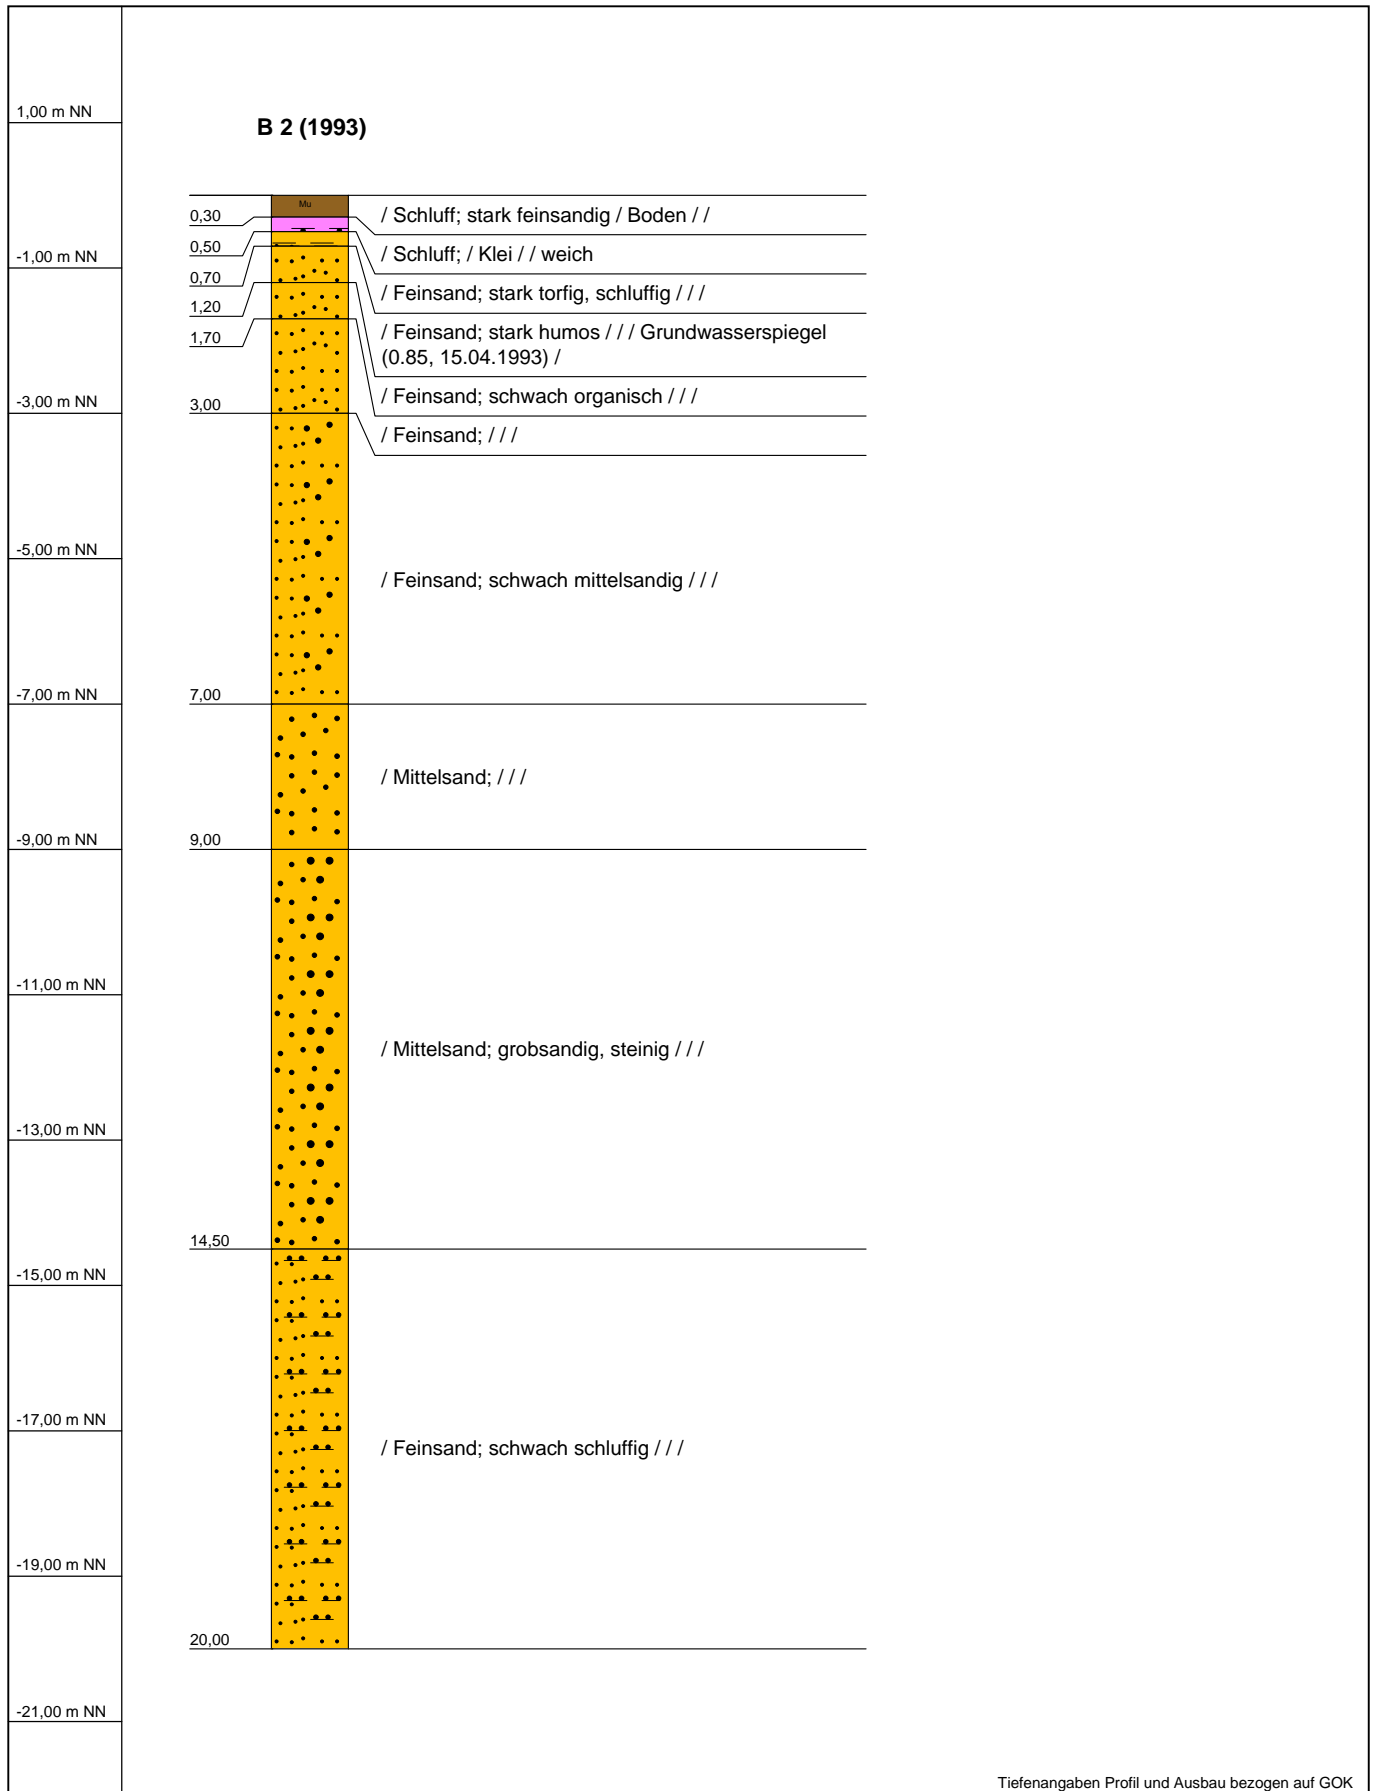 1,00 m NN
B 2 (1993)
Mu
0,30
/ Schluff; stark feinsandig / Boden / /
0,50
/ Schluff; / Klei / / weich
-1,00 m NN
0,70
/ Feinsand; stark torfig, schluffig / / /
1,20
/ Feinsand; stark humos / / / Grundwasserspiegel
(0.85, 15.04.1993) /
1,70
/ Feinsand; schwach organisch / / /
-3,00 m NN
3,00
/ Feinsand; / / /
-5,00 m NN
/ Feinsand; schwach mittelsandig / / /
-7,00 m NN
7,00
/ Mittelsand; / / /
-9,00 m NN
9,00
-11,00 m NN
/ Mittelsand; grobsandig, steinig / / /
-13,00 m NN
14,50
-15,00 m NN
-17,00 m NN
/ Feinsand; schwach schluffig / / /
-19,00 m NN
20,00
-21,00 m NN
Tiefenangaben Profil und Ausbau bezogen auf GOK